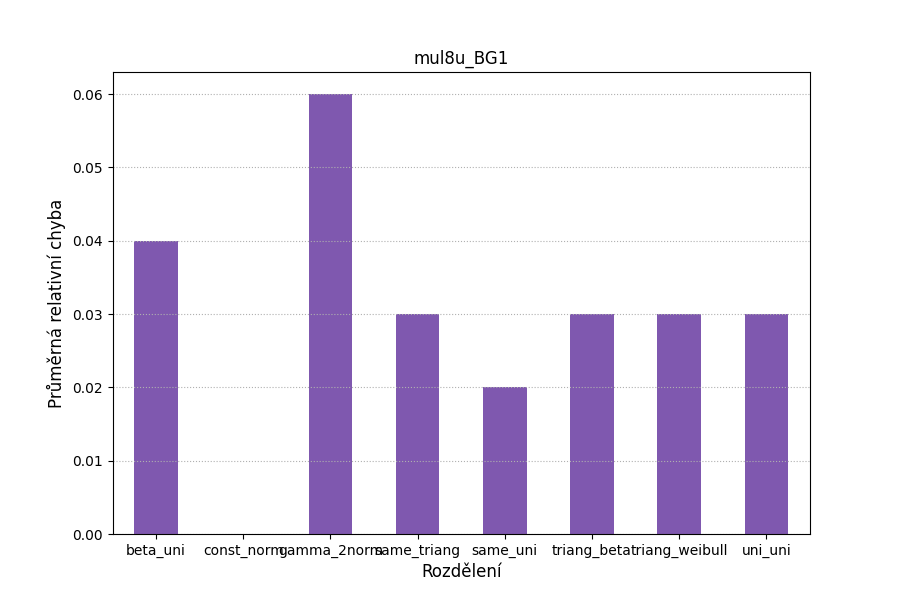 mul8u_BG1
Průměrná relativní chyba
0.06
0.05
0.04
0.03
0.02
0.01
0.00
beta_uni const_norm gamma_2norm same_triang same_uni triang_beta triang_weibull uni_uni
Rozdělení